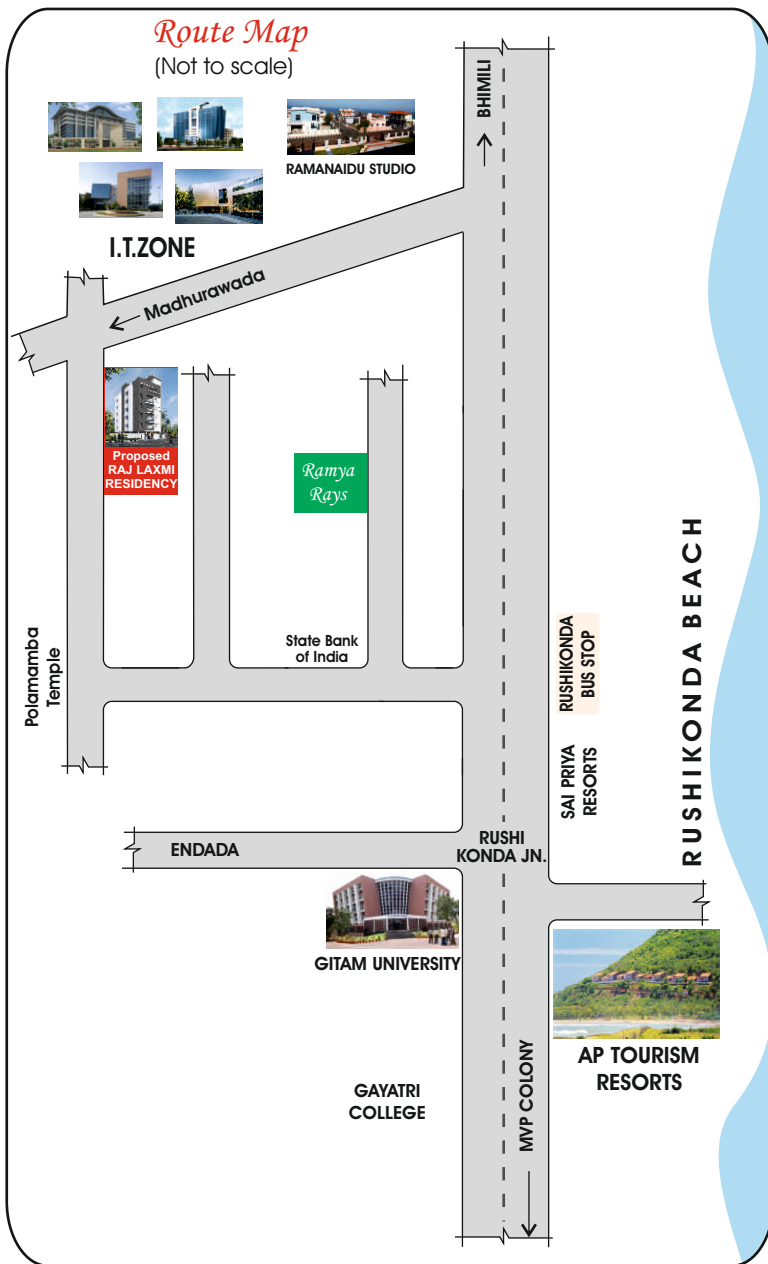 Route Map
(Not to scale)
BHIMILI
RAMANAIDU STUDIO
I.T.ZONE
Madhurawada
Proposed
RAJ LAXMI
RESIDENCY
Ramya
Rays
RUSHIKONDA BEACH
State Bank
of India
RUSHIKONDA
BUS STOP
Polamamba
Temple
SAI PRIYA
RESORTS
ENDADA
RUSHI
KONDA JN.
GITAM UNIVERSITY
AP TOURISM
RESORTS
GAYATRI
COLLEGE
MVP COLONY